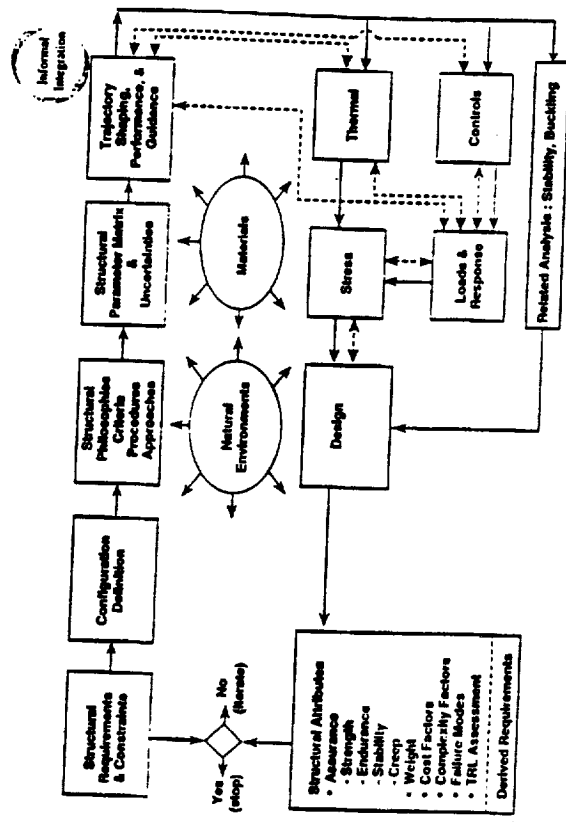 Informal
Integration
Structural
Requirements
& Constraints
Configuration
Definition
Structural
Philosophies
Criteria
Procedures
Approaches
Structural
Parameter Matrix
&
Uncertainties
Trajectory
Shaping,
Performance, &
Guidance
Natural
Environments
Materials
Yes
(stop)
No
(iterate)
Design
Stress
Thermal
Loads &
Response
Controls
Related Analysis : Stability, Buckling
Structural Attributes
• Assurance
- Strength
- Endurance
- Stability
- Creep
• Weight
• Cost Factors
• Complexity Factors
• Failure Modes
• TRL Assessment
Derived Requirements